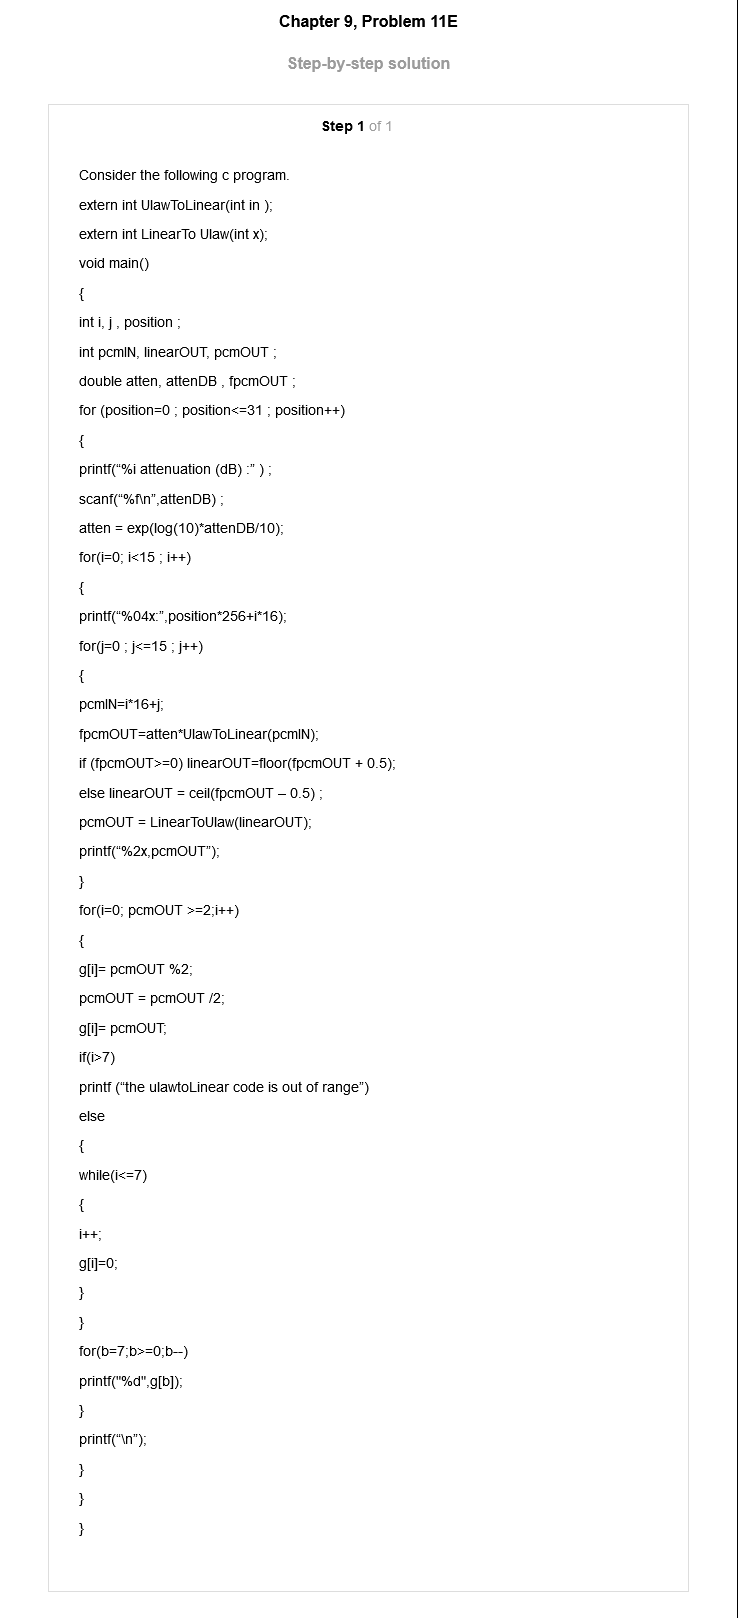 Chapter 9, Problem 11E
Step-by-step solution
Step 1 of 1
Consider the following c program.
extern int UlawToLinear(int in );
extern int LinearTo Ulaw(int x);
void main()
{
int i, j , position ;
int pcmIN, linearOUT, pcmOUT ;
double atten, attenDB , fpcmOUT ;
for (position=0 ; position<=31 ; position++)
{
printf(“%i attenuation (dB) :” ) ;
scanf(“%f\n”,attenDB) ;
atten = exp(log(10)*attenDB/10);
for(i=0; i<15 ; i++)
{
printf(“%04x:”,position*256+i*16);
for(j=0 ; j<=15 ; j++)
{
pcmIN=i*16+j;
fpcmOUT=atten*UlawToLinear(pcmIN);
if (fpcmOUT>=0) linearOUT=floor(fpcmOUT + 0.5);
else linearOUT = ceil(fpcmOUT – 0.5) ;
pcmOUT = LinearToUlaw(linearOUT);
printf(“%2x,pcmOUT”);
}
for(i=0; pcmOUT >=2;i++)
{
g[i]= pcmOUT %2;
pcmOUT = pcmOUT /2;
g[i]= pcmOUT;
if(i>7)
printf (“the ulawtoLinear code is out of range”)
else
{
while(i<=7)
{
i++;
g[i]=0;
}
}
for(b=7;b>=0;b--)
printf("%d",g[b]);
}
printf(“\n”);
}
}
}